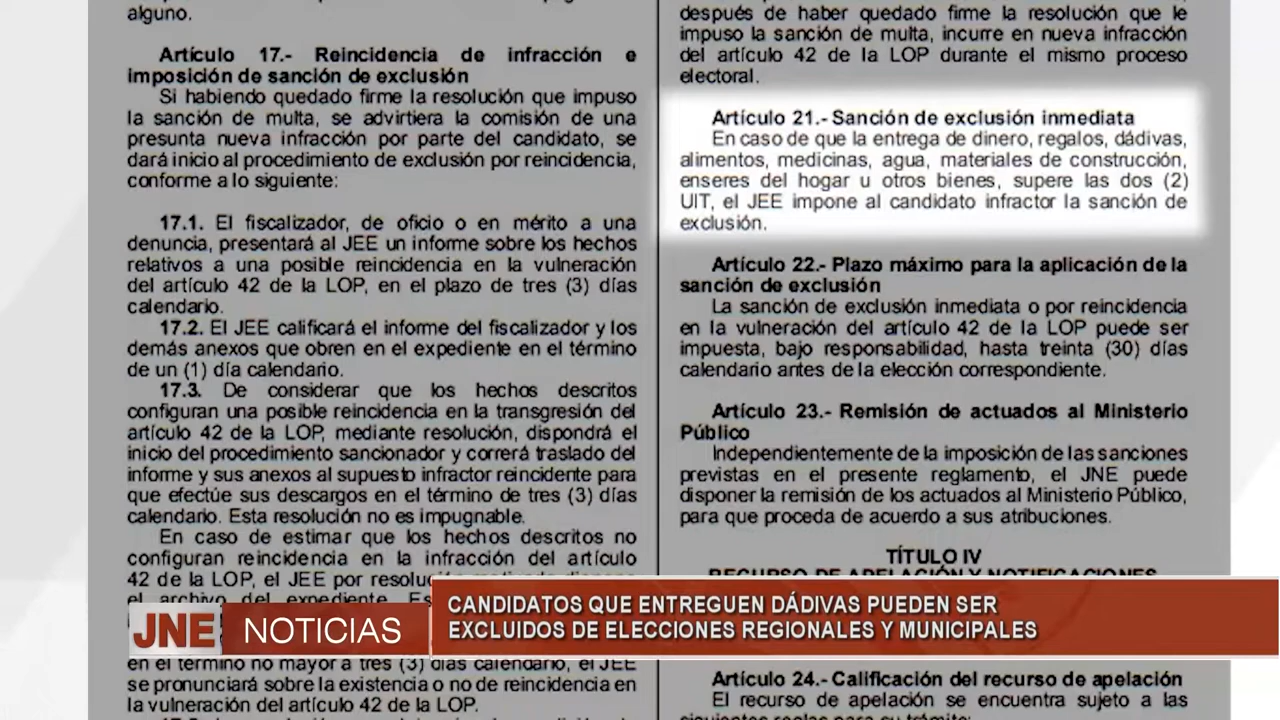 alguno.
Artículo 17.- Reincidencia de infracción e
imposición de sanción de exclusión
Si habiendo quedado firme la resolución que impuso
la sanción de multa, se advirtiera la comisión de una
presunta nueva infracción por parte del candidato, se
dará inicio al procedimiento de exclusión por reincidencia,
conforme a lo siguiente:
17.1. El fiscalizador, de oficio o en mérito a una
denuncia, presentará al JEE un informe sobre los hechos
relativos a una posible reincidencia en la vulneración
del artículo 42 de la LOP, en el plazo de tres (3) días
calendario.
17.2. El JEE calificará el informe del fiscalizador y los
demás anexos que obren en el expediente en el término
de un (1) día calendario.
17.3. De considerar que los hechos descritos
configuran una posible reincidencia en la transgresión del
artículo 42 de la LOP, mediante resolución, dispondrá el
inicio del procedimiento sancionador y correrá traslado del
informe y sus anexos al supuesto infractor reincidente para
que efectúe sus descargos en el término de tres (3) días
calendario. Esta resolución no es impugnable.
En caso de estimar que los hechos descritos no
configuran reincidencia en la infracción del artículo
42 de la LOP, el JEE por
el archivo del expediente.
en el término no mayor a tres (3) días calendario, el JEE
se pronunciará sobre la existencia o no de reincidencia en
la vulneración del artículo 42 de la LOP.
después de haber quedado firme la resolución que le
impuso la sanción de multa, incurre en nueva infracción
del artículo 42 de la LOP durante el mismo proceso
electoral.
Artículo 21.- Sanción de exclusión inmediata
En caso de que la entrega de dinero, regalos, dádivas,
alimentos, medicinas, agua, materiales de construcción,
enseres del hogar u otros bienes, supere las dos (2)
UIT, el JEE impone al candidato infractor la sanción de
exclusión.
Artículo 22.- Plazo máximo para la aplicación de la
sanción de exclusión
La sanción de exclusión inmediata o por reincidencia
en la vulneración del artículo 42 de la LOP puede ser
impuesta, bajo responsabilidad, hasta treinta (30) días
calendario antes de la elección correspondiente.
Artículo 23.- Remisión de actuados al Ministerio
Público
Independientemente de la imposición de las sanciones
previstas en el presente reglamento, el JNE puede
disponer la remisión de los actuados al Ministerio Público,
para que proceda de acuerdo a sus atribuciones.
TÍTULO IV
RECURSO DE APELACIÓN Y NOTIFICACIONES
Artículo 24.- Calificación del recurso de apelación
El recurso de apelación se encuentra sujeto a las
siguientes reglas para su trámite:
JNE NOTICIAS
CANDIDATOS QUE ENTREGUEN DÁDIVAS PUEDEN SER
EXCLUIDOS DE ELECCIONES REGIONALES Y MUNICIPALES